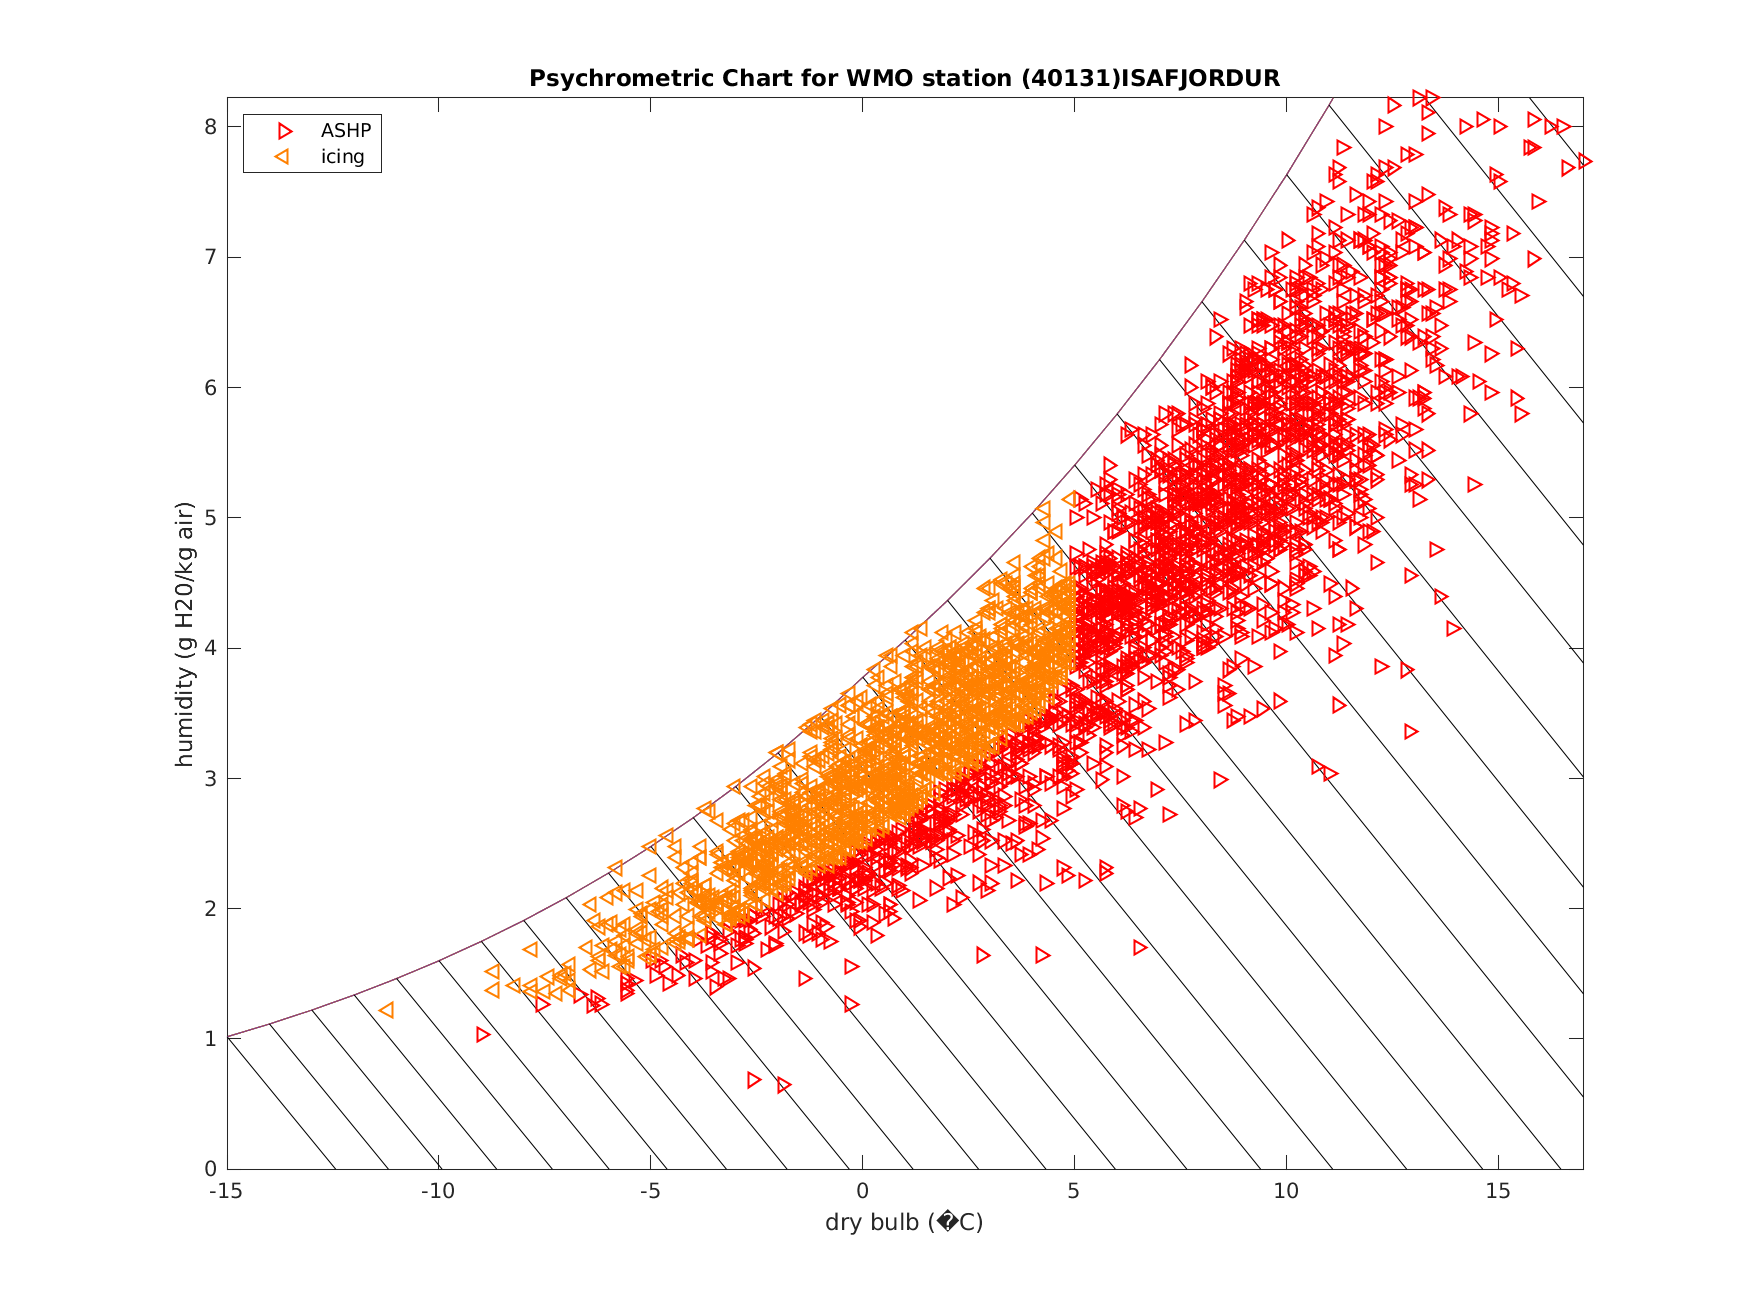 Psychrometric Chart for WMO station (40131)ISAFJORDUR
ASHP
icing
8
7
6
5
4
3
2
1
0
humidity (g H20/kg air)
-15 -10 -5 0 5 10 15
dry bulb (�C)